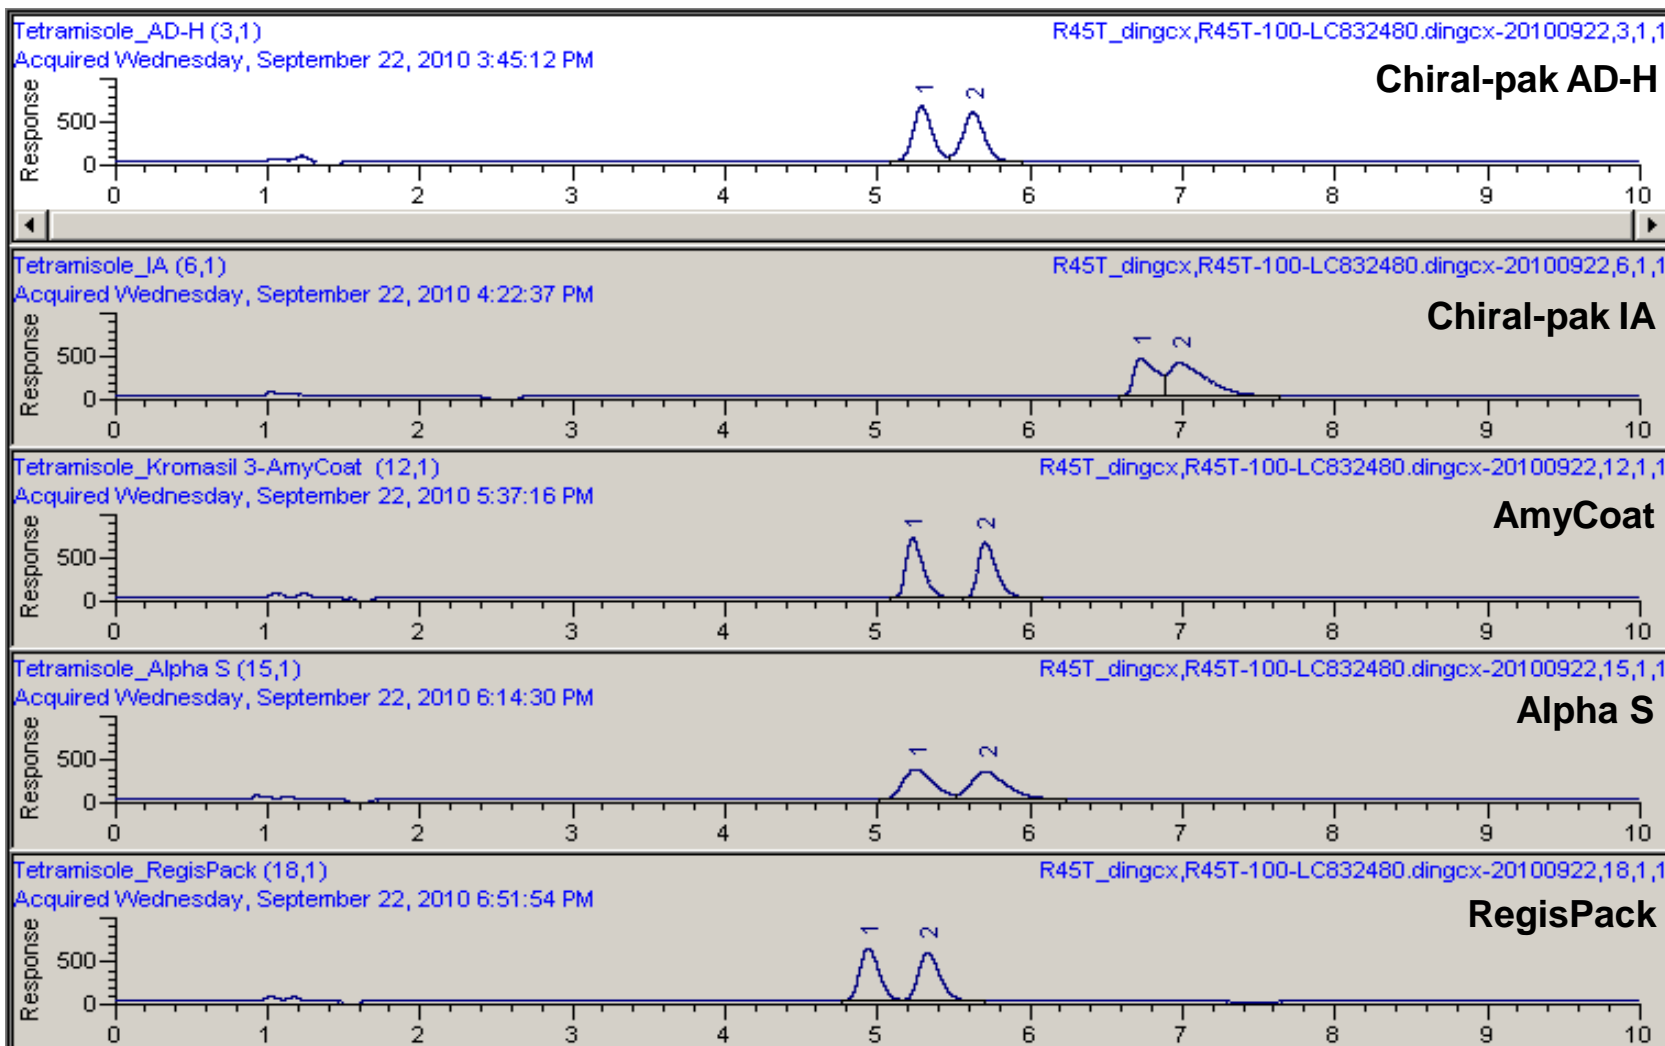 Tetramisole_AD-H (3,1) R45T_dingcx,R45T-100-LC832480.dingcx-20100922,3,1,1
Acquired Wednesday, September 22, 2010 3:45:12 PM
Chiral-pak AD-H
Response
500
0
1 2
0 1 2 3 4 5 6 7 8 9 10
Tetramisole_IA (6,1) R45T_dingcx,R45T-100-LC832480.dingcx-20100922,6,1,1
Acquired Wednesday, September 22, 2010 4:22:37 PM
Chiral-pak IA
Response
500
0
1 2
0 1 2 3 4 5 6 7 8 9 10
Tetramisole_Kromasil 3-AmyCoat (12,1) R45T_dingcx,R45T-100-LC832480.dingcx-20100922,12,1,1
Acquired Wednesday, September 22, 2010 5:37:16 PM
AmyCoat
Response
500
0
1 2
0 1 2 3 4 5 6 7 8 9 10
Tetramisole_Alpha S (15,1) R45T_dingcx,R45T-100-LC832480.dingcx-20100922,15,1,1
Acquired Wednesday, September 22, 2010 6:14:30 PM
Alpha S
Response
500
0
1 2
0 1 2 3 4 5 6 7 8 9 10
Tetramisole_RegisPack (18,1) R45T_dingcx,R45T-100-LC832480.dingcx-20100922,18,1,1
Acquired Wednesday, September 22, 2010 6:51:54 PM
RegisPack
Response
500
0
1 2
0 1 2 3 4 5 6 7 8 9 10